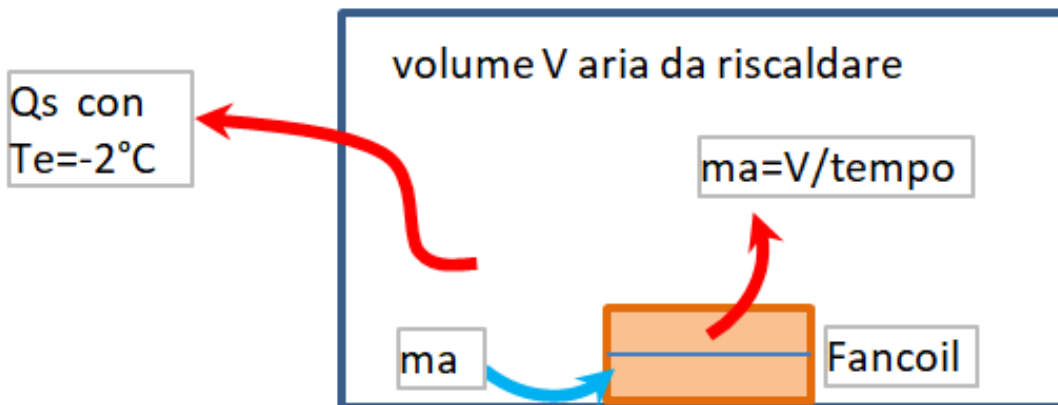 volume V aria da riscaldare
Qs con
Te=-2°C
ma=V/tempo
ma
Fancoil